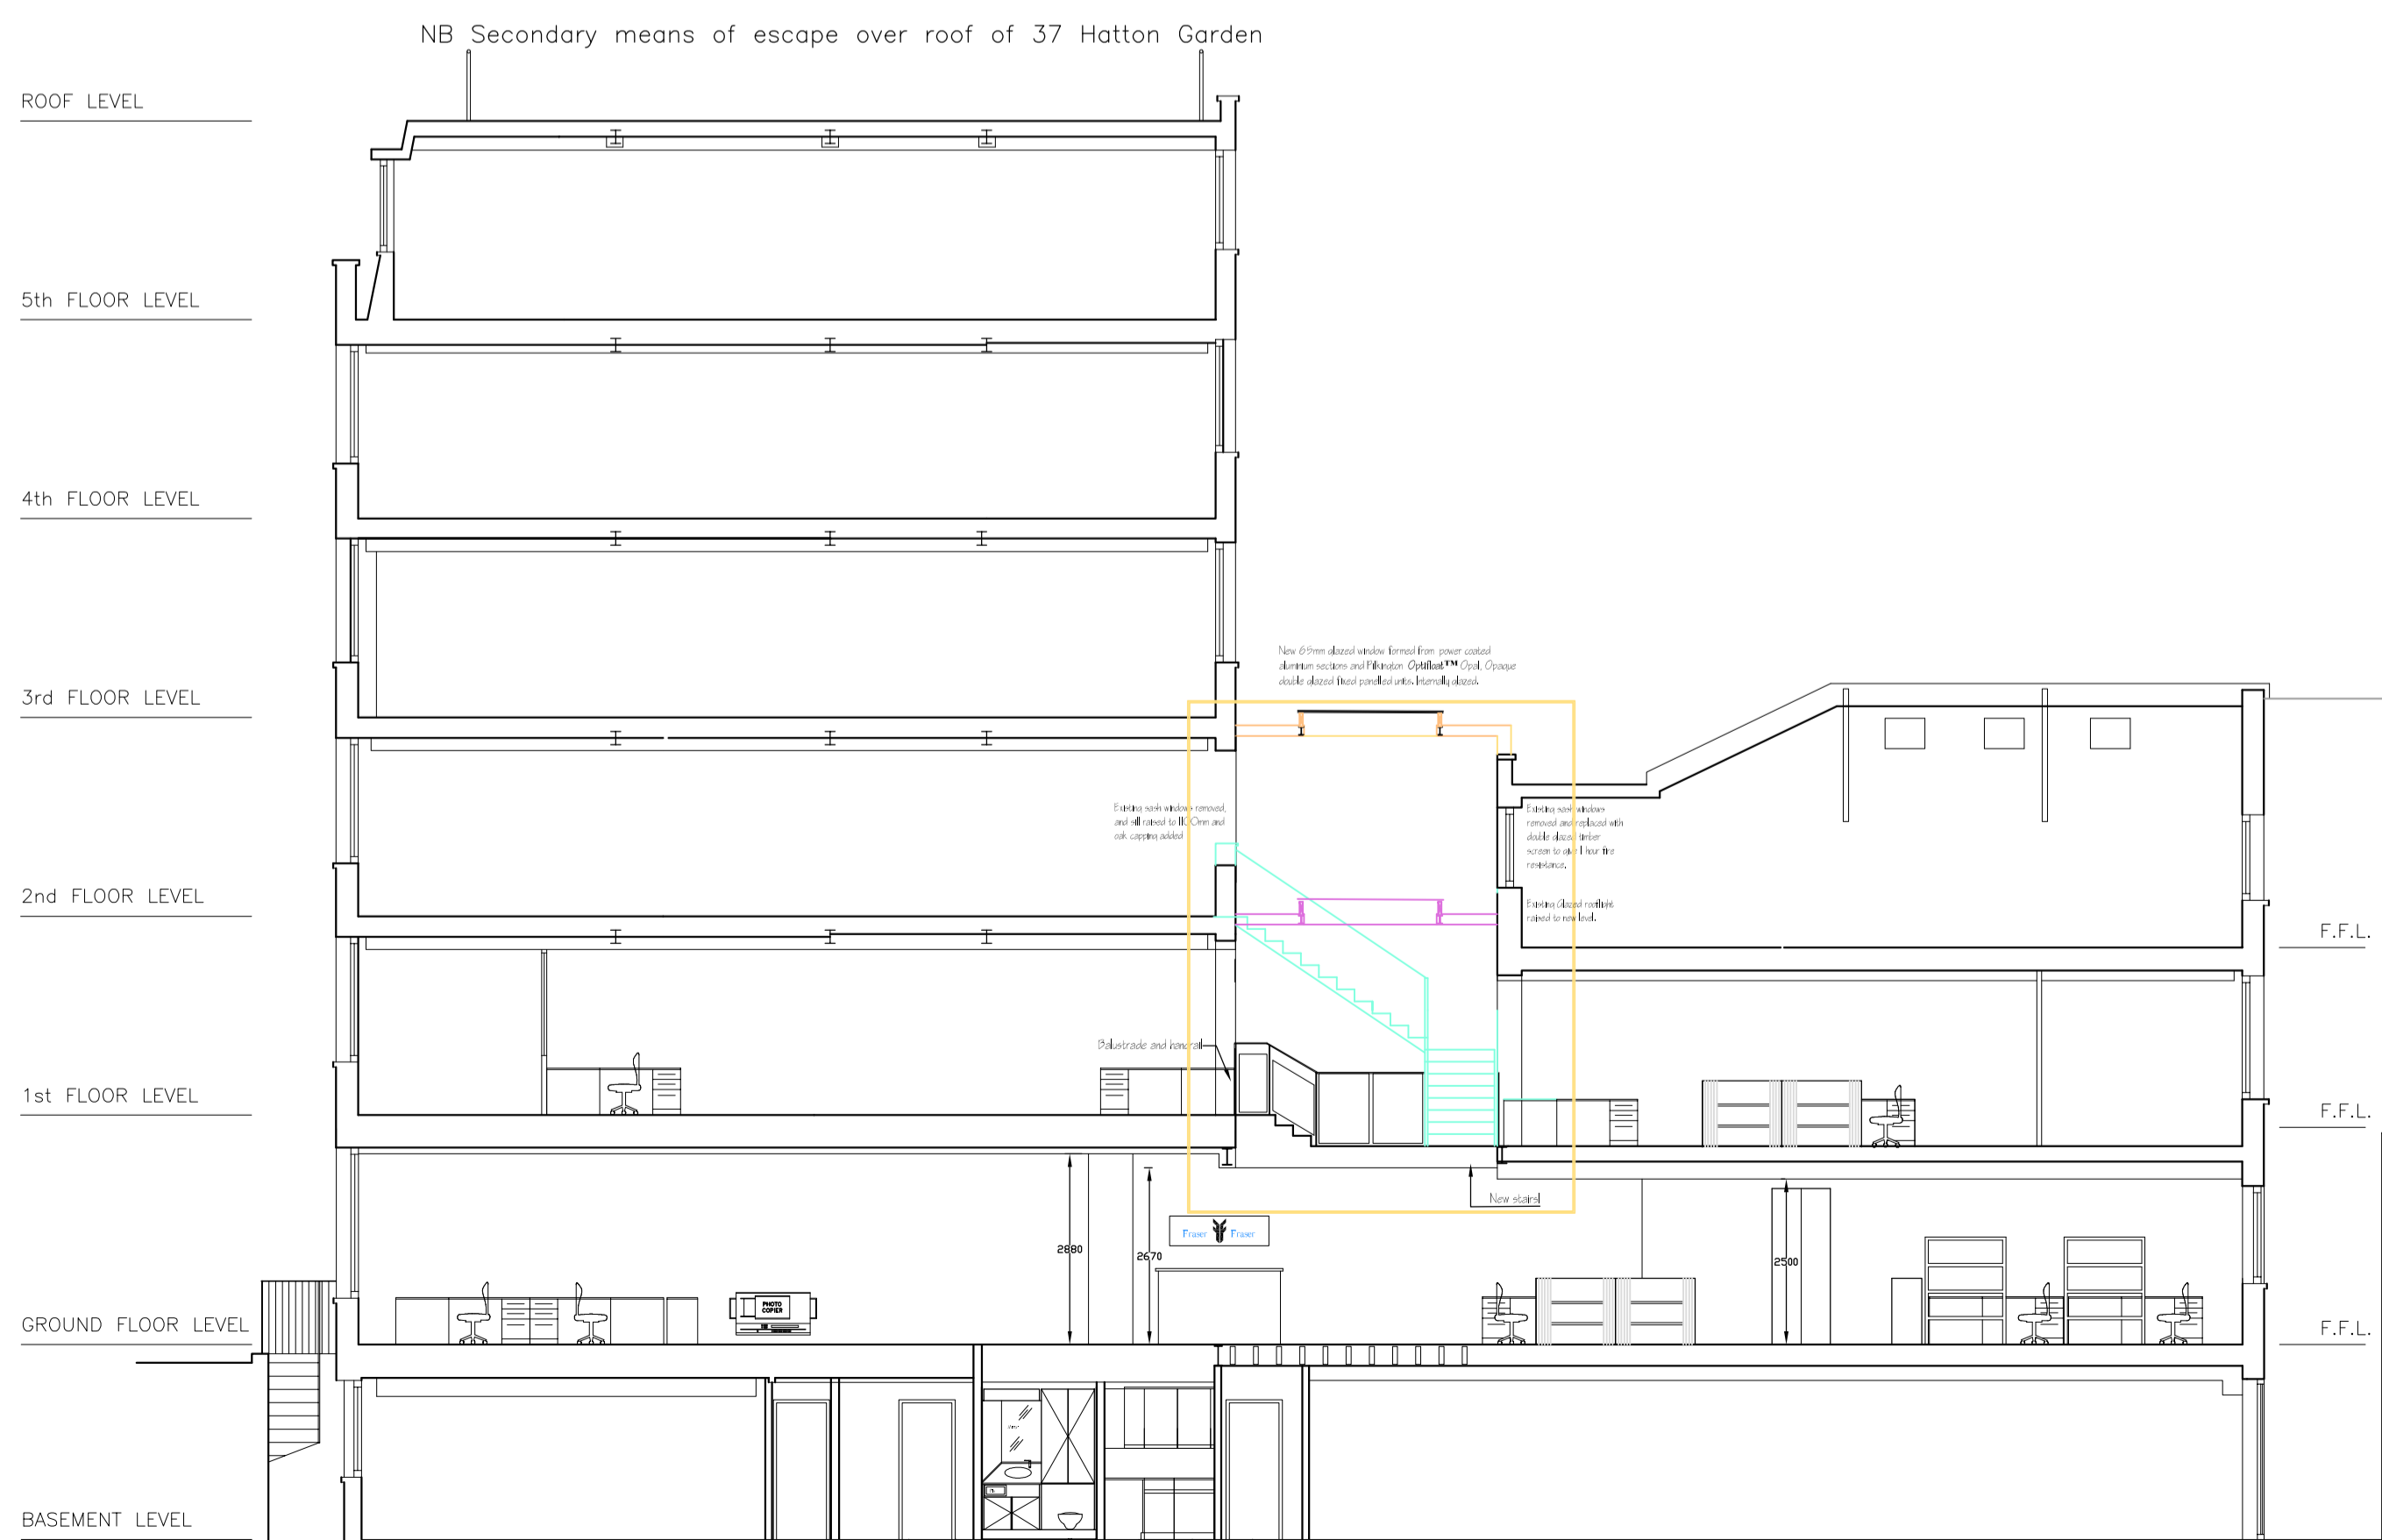 NB Secondary means of escape over roof of 37 Hatton Garden
ROOF LEVEL
5th FLOOR LEVEL
4th FLOOR LEVEL
3rd FLOOR LEVEL
New 65mm glazed window formed from power coated
aluminium sections and Pilkington Optifloat™ Opal, Opaque
double glazed fixed panelled units. Internally glazed.
Existing sash windows removed,
and sill raised to 1100mm and
oak capping added
Existing sash windows
removed and replaced with
double glazed timber
screen to give 1 hour fire
resistance.
2nd FLOOR LEVEL
Existing Glazed rooflight
raised to new level.
F.F.L.
Balustrade and handrail
1st FLOOR LEVEL
F.F.L.
New stairs
2880
2670
Fraser Fraser
2500
PHOTO
COPIER
GROUND FLOOR LEVEL
F.F.L.
BASEMENT LEVEL